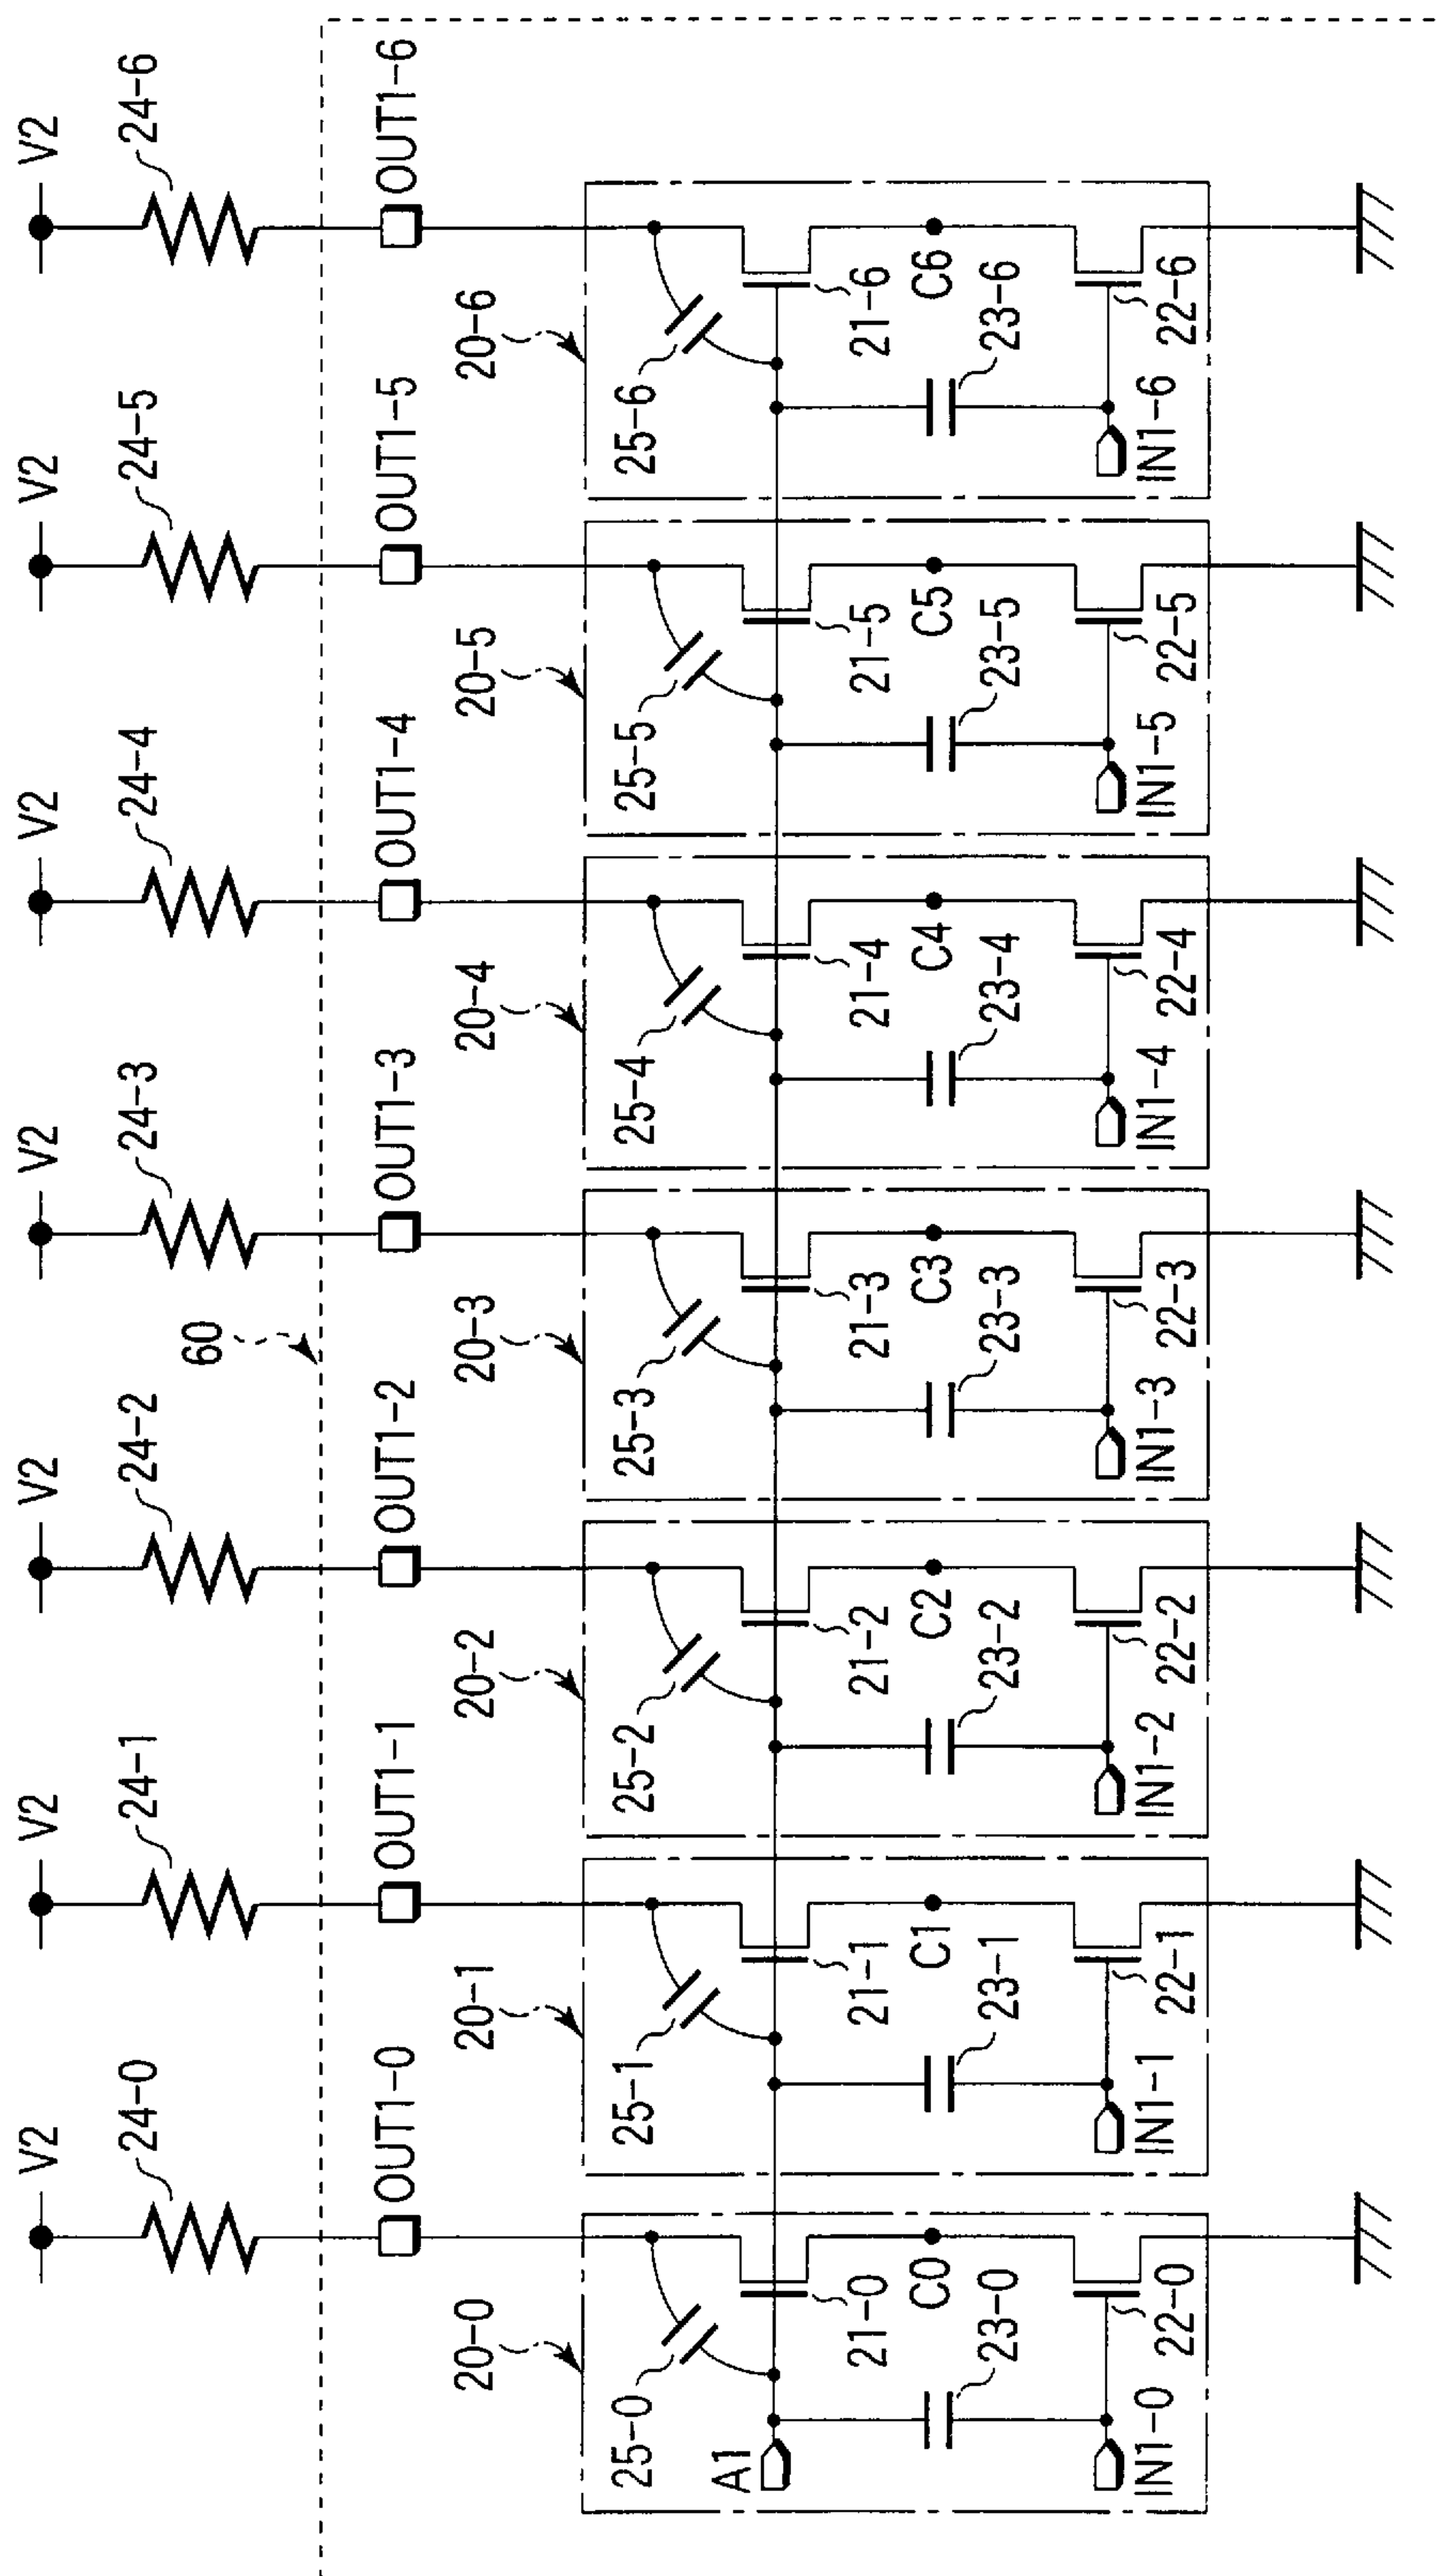 V2 V2 V2 V2 V2 V2 V2
24-0 24-1 24-2 24-3 24-4 24-5 24-6
60
OUT1-0 OUT1-1 OUT1-2 OUT1-3 OUT1-4 OUT1-5 OUT1-6
20-0 20-1 20-2 20-3 20-4 20-5 20-6
25-0 25-1 25-2 25-3 25-4 25-5 25-6
A1
21-0 21-1 21-2 21-3 21-4 21-5 21-6
C0 C1 C2 C3 C4 C5 C6
23-0 23-1 23-2 23-3 23-4 23-5 23-6
IN1-0 22-0 IN1-1 22-1 IN1-2 22-2 IN1-3 22-3 IN1-4 22-4 IN1-5 22-5 IN1-6 22-6